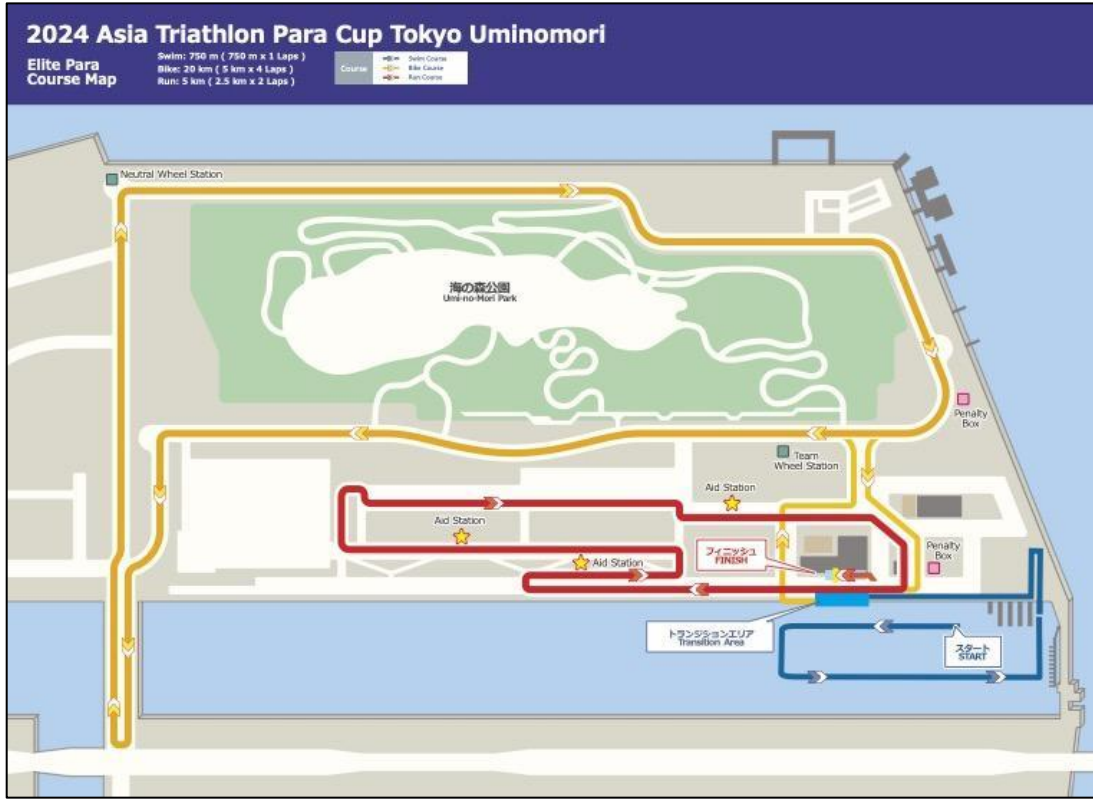 2024 Asia Triathlon Para Cup Tokyo Uminomori
Elite Para
Course Map
Swim: 750 m ( 750 m x 1 Laps )
Bike: 20 km ( 5 km x 4 Laps )
Run: 5 km ( 2.5 km x 2 Laps )
Course
Swim Course
Bike Course
Run Course
Neutral Wheel Station
海の森公園
Umi-no-Mori Park
Penalty
Box
Team
Wheel Station
Aid Station
Aid Station
Aid Station
フィニッシュ
FINISH
Penalty
Box
トランジションエリア
Transition Area
スタート
START